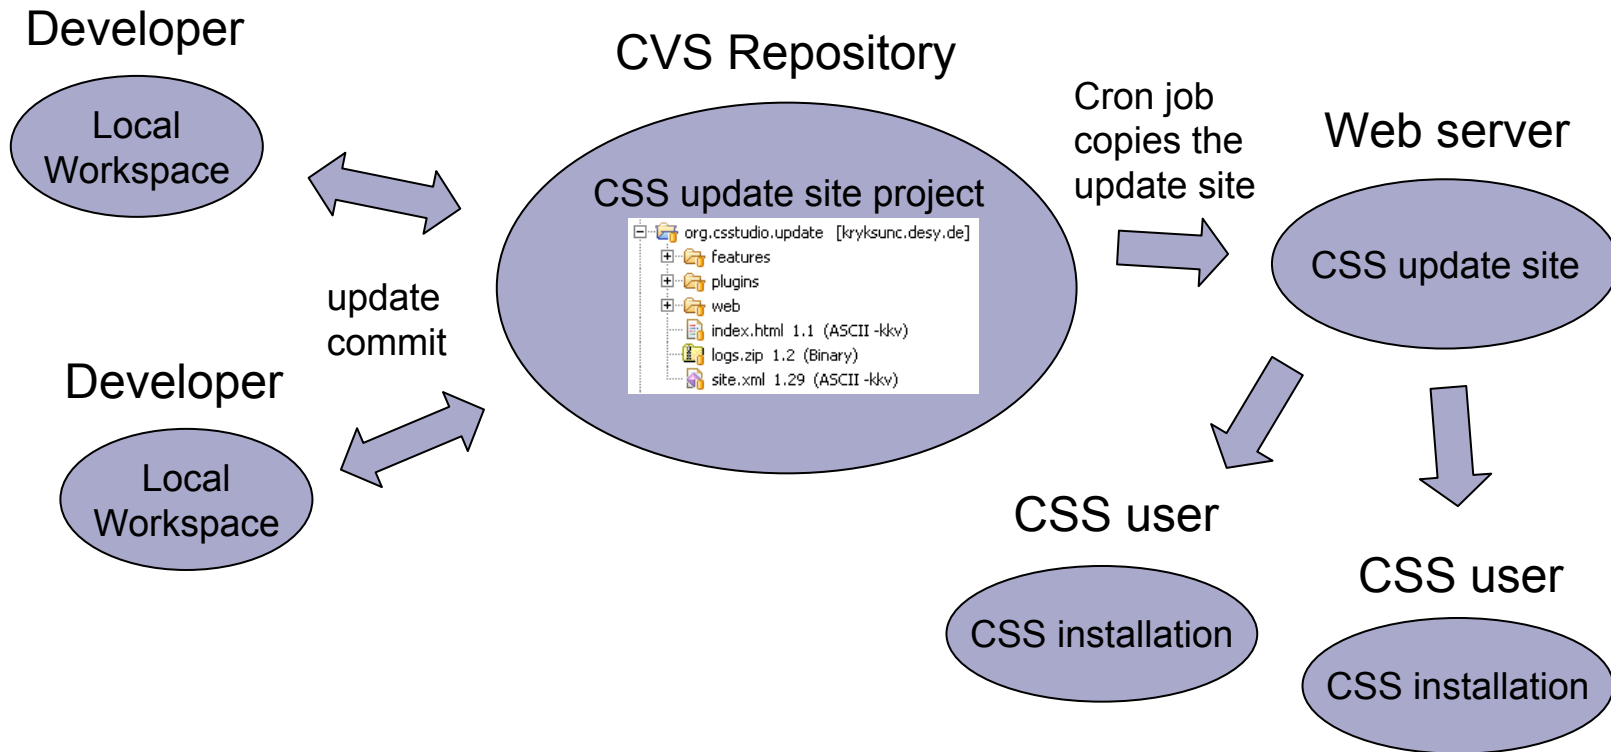 Developer
Local
Workspace
update
commit
Developer
Local
Workspace
CVS Repository
CSS update site project
org.csstudio.update [kryksunc.desy.de]
features
plugins
web
index.html 1.1 (ASCII -kkv)
logs.zip 1.2 (Binary)
site.xml 1.29 (ASCII -kkv)
Cron job
copies the
update site
Web server
CSS update site
CSS user
CSS installation
CSS user
CSS installation